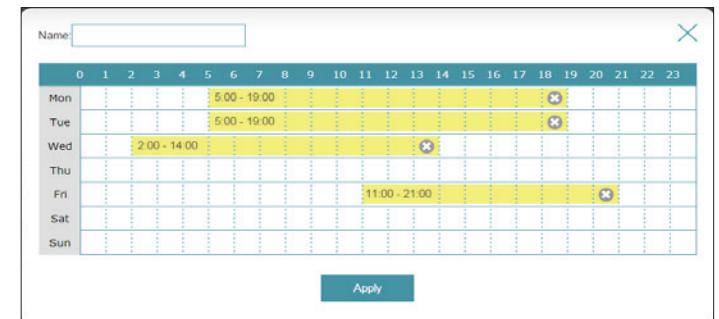 Name:
0 1 2 3 4 5 6 7 8 9 10 11 12 13 14 15 16 17 18 19 20 21 22 23
Mon 5:00 - 19:00
Tue 5:00 - 19:00
Wed 2:00 - 14:00
Thu
Fri 11:00 - 21:00
Sat
Sun
Apply